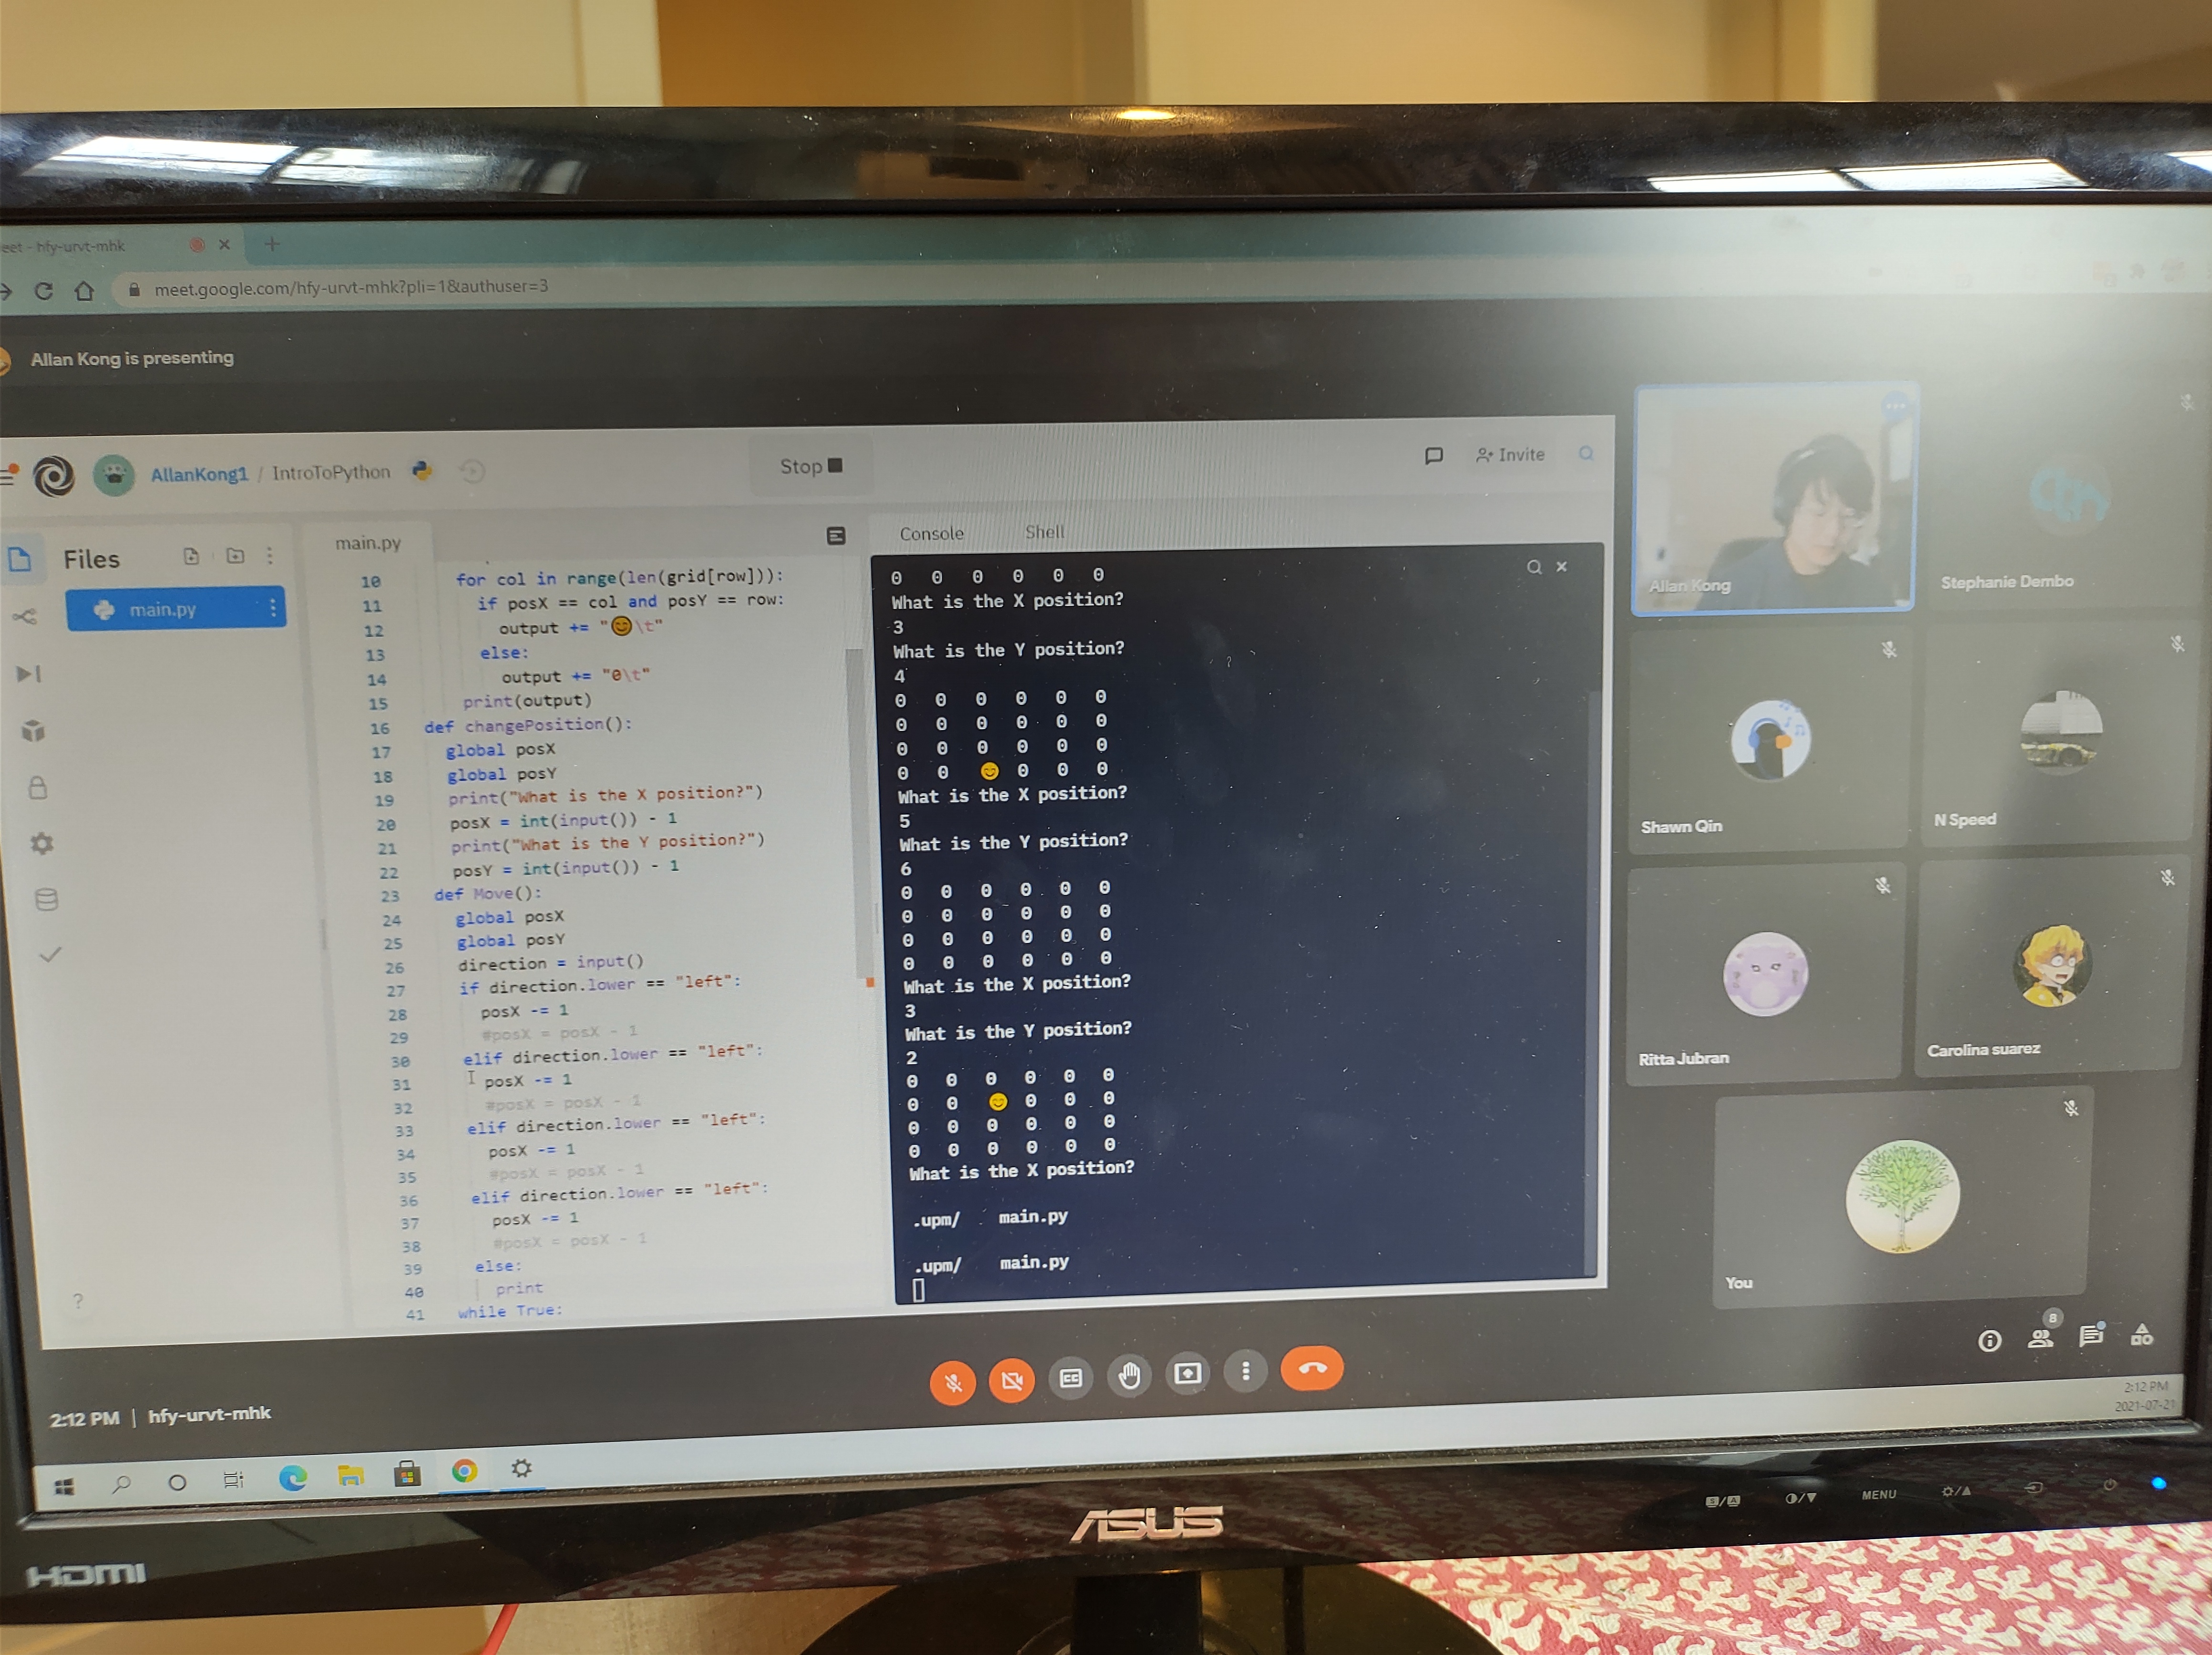 eet - hfy-urvt-mhk
meet.google.com/hfy-urvt-mhk?pli=1&authuser=3
Allan Kong is presenting
AllanKong1 / IntroToPython
Stop
Invite
Files
main.py
main.py
10 for col in range(len(grid[row])):
11 if posX == col and posY == row:
12 output += "😊\t"
13 else:
14 output += "0\t"
15 print(output)
16 def changePosition():
17 global posX
18 global posY
19 print("What is the X position?")
20 posX = int(input()) - 1
21 print("What is the Y position?")
22 posY = int(input()) - 1
23 def Move():
24 global posX
25 global posY
26 direction = input()
27 if direction.lower == "left":
28 posX -= 1
29 #posX = posX - 1
30 elif direction.lower == "left":
31 posX -= 1
32 #posX = posX - 1
33 elif direction.lower == "left":
34 posX -= 1
35 #posX = posX - 1
36 elif direction.lower == "left":
37 posX -= 1
38 #posX = posX - 1
39 else:
40 print
41 while True:
Console Shell
0 0 0 0 0 0
What is the X position?
3
What is the Y position?
4
0 0 0 0 0 0
0 0 0 0 0 0
0 0 0 0 0 0
0 0 😊 0 0 0
What is the X position?
5
What is the Y position?
6
0 0 0 0 0 0
0 0 0 0 0 0
0 0 0 0 0 0
0 0 0 0 0 0
What is the X position?
3
What is the Y position?
2
0 0 0 0 0 0
0 0 😊 0 0 0
0 0 0 0 0 0
0 0 0 0 0 0
What is the X position?
.upm/ main.py
.upm/ main.py
Allan Kong
ctn
Stephanie Dembo
Shawn Qin
N Speed
Ritta Jubran
Carolina suarez
You
8
2:12 PM | hfy-urvt-mhk
2:12 PM
2021-07-21
ASUS
MENU
HDMI